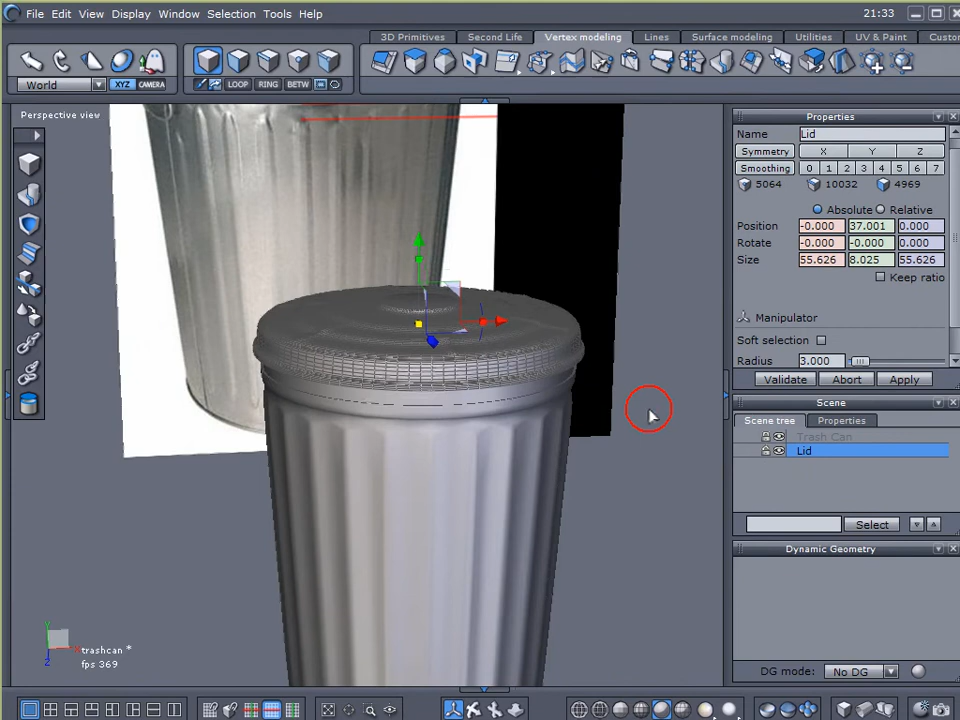 File Edit View Display Window Selection Tools Help 21:33
3D Primitives Second Life Vertex modeling Lines Surface modeling Utilities UV & Paint Custo
World XYZ CAMERA LOOP RING BETW
Perspective view
Properties
Name Lid
Symmetry X Y Z
Smoothing 0 1 2 3 4 5 6 7
5064 10032 4969
Absolute Relative
Position -0.000 37.001 0.000
Rotate -0.000 -0.000 0.000
Size 55.626 8.025 55.626
Keep ratio
Manipulator
Soft selection
Radius 3.000
Validate Abort Apply
Scene
Scene tree Properties
Trash Can
Lid
Select
Dynamic Geometry
DG mode: No DG
Y
X
Z
trashcan *
fps 369